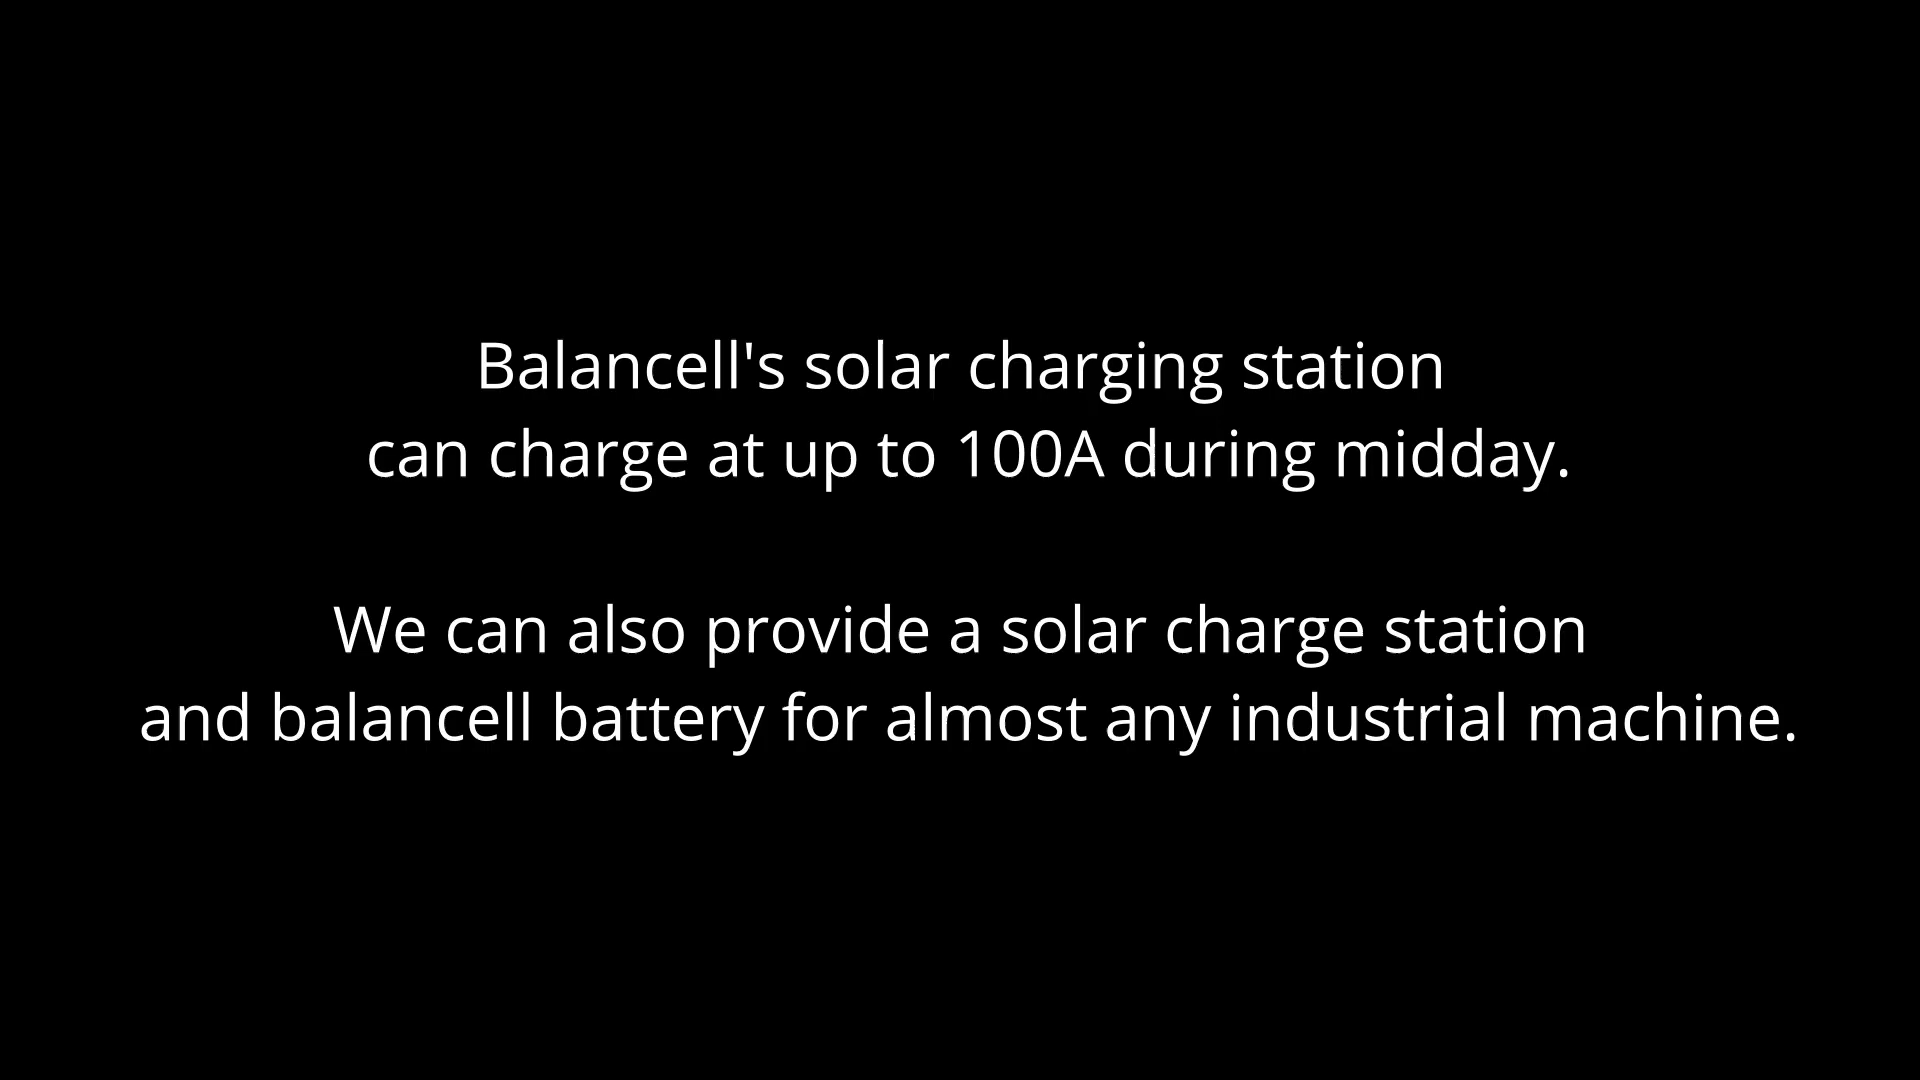 Balancell's solar charging station
can charge at up to 100A during midday.
We can also provide a solar charge station
and balancell battery for almost any industrial machine.